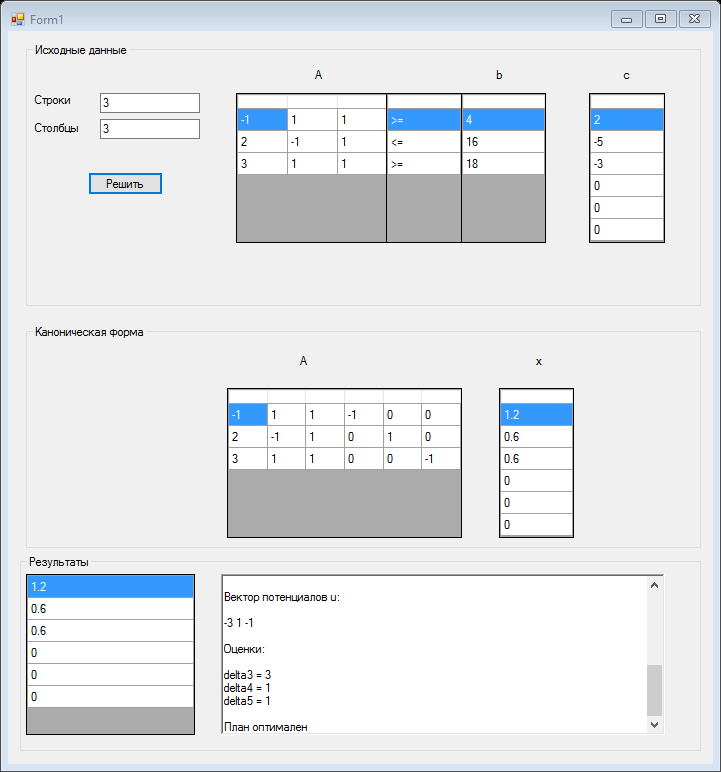 Form1
Исходные данные
A b c
Строки 3
Столбцы 3
Решить
-1 1 1 >= 4 2
2 -1 1 <= 16 -5
3 1 1 >= 18 -3
0
0
0
Каноническая форма
A x
-1 1 1 -1 0 0 1.2
2 -1 1 0 1 0 0.6
3 1 1 0 0 -1 0.6
0
0
0
Результаты
1.2
0.6
0.6
0
0
0
Вектор потенциалов u:
-3 1 -1
Оценки:
delta3 = 3
delta4 = 1
delta5 = 1
План оптимален